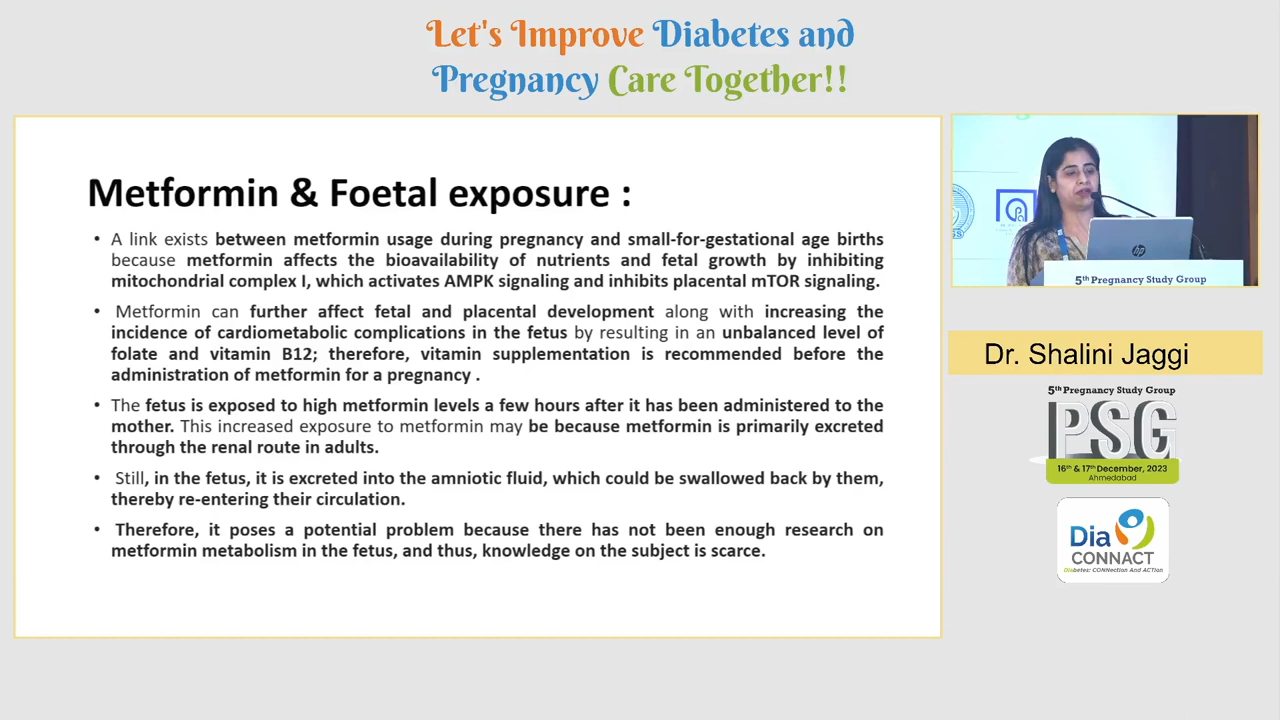 Let's Improve Diabetes and
Pregnancy Care Together!!
Metformin & Foetal exposure :
• A link exists between metformin usage during pregnancy and small-for-gestational age births
because metformin affects the bioavailability of nutrients and fetal growth by inhibiting
mitochondrial complex I, which activates AMPK signaling and inhibits placental mTOR signaling.
• Metformin can further affect fetal and placental development along with increasing the
incidence of cardiometabolic complications in the fetus by resulting in an unbalanced level of
folate and vitamin B12; therefore, vitamin supplementation is recommended before the
administration of metformin for a pregnancy .
• The fetus is exposed to high metformin levels a few hours after it has been administered to the
mother. This increased exposure to metformin may be because metformin is primarily excreted
through the renal route in adults.
• Still, in the fetus, it is excreted into the amniotic fluid, which could be swallowed back by them,
thereby re-entering their circulation.
• Therefore, it poses a potential problem because there has not been enough research on
metformin metabolism in the fetus, and thus, knowledge on the subject is scarce.
hp
5th Pregnancy Study Group
Dr. Shalini Jaggi
5th Pregnancy Study Group
PSG
16th & 17th December, 2023
Ahmedabad
Dia
CONNACT
Diabetes: CONNection And ACTion